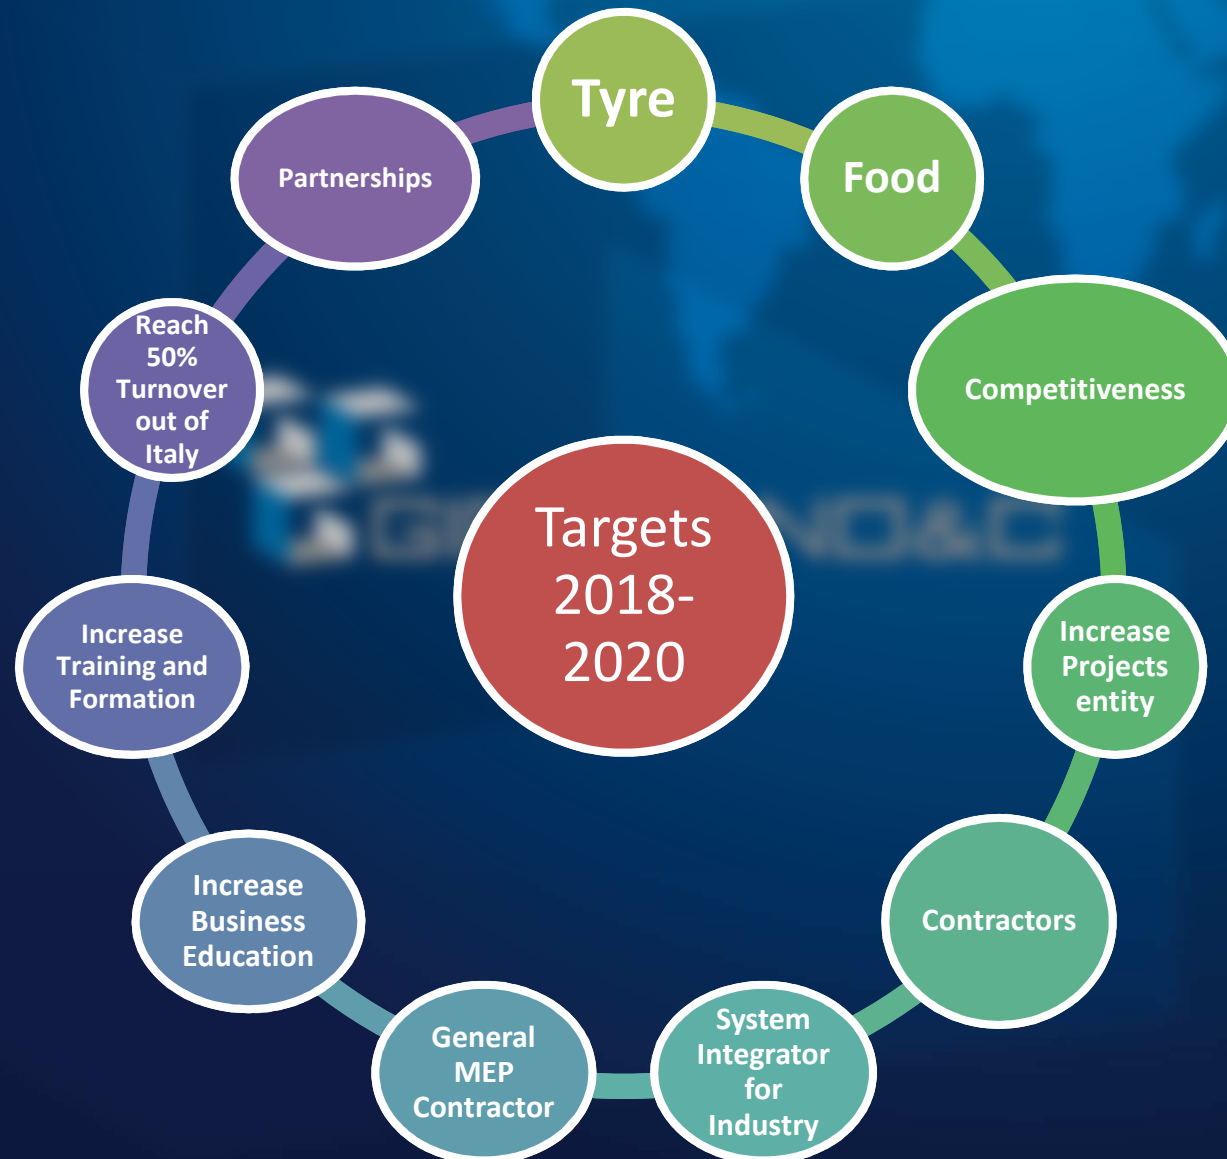 Tyre
Food
Competitiveness
Increase
Projects
entity
Contractors
System
Integrator
for
Industry
General
MEP
Contractor
Increase
Business
Education
Increase
Training and
Formation
Reach
50%
Turnover
out of
Italy
Partnerships
Targets
2018-
2020